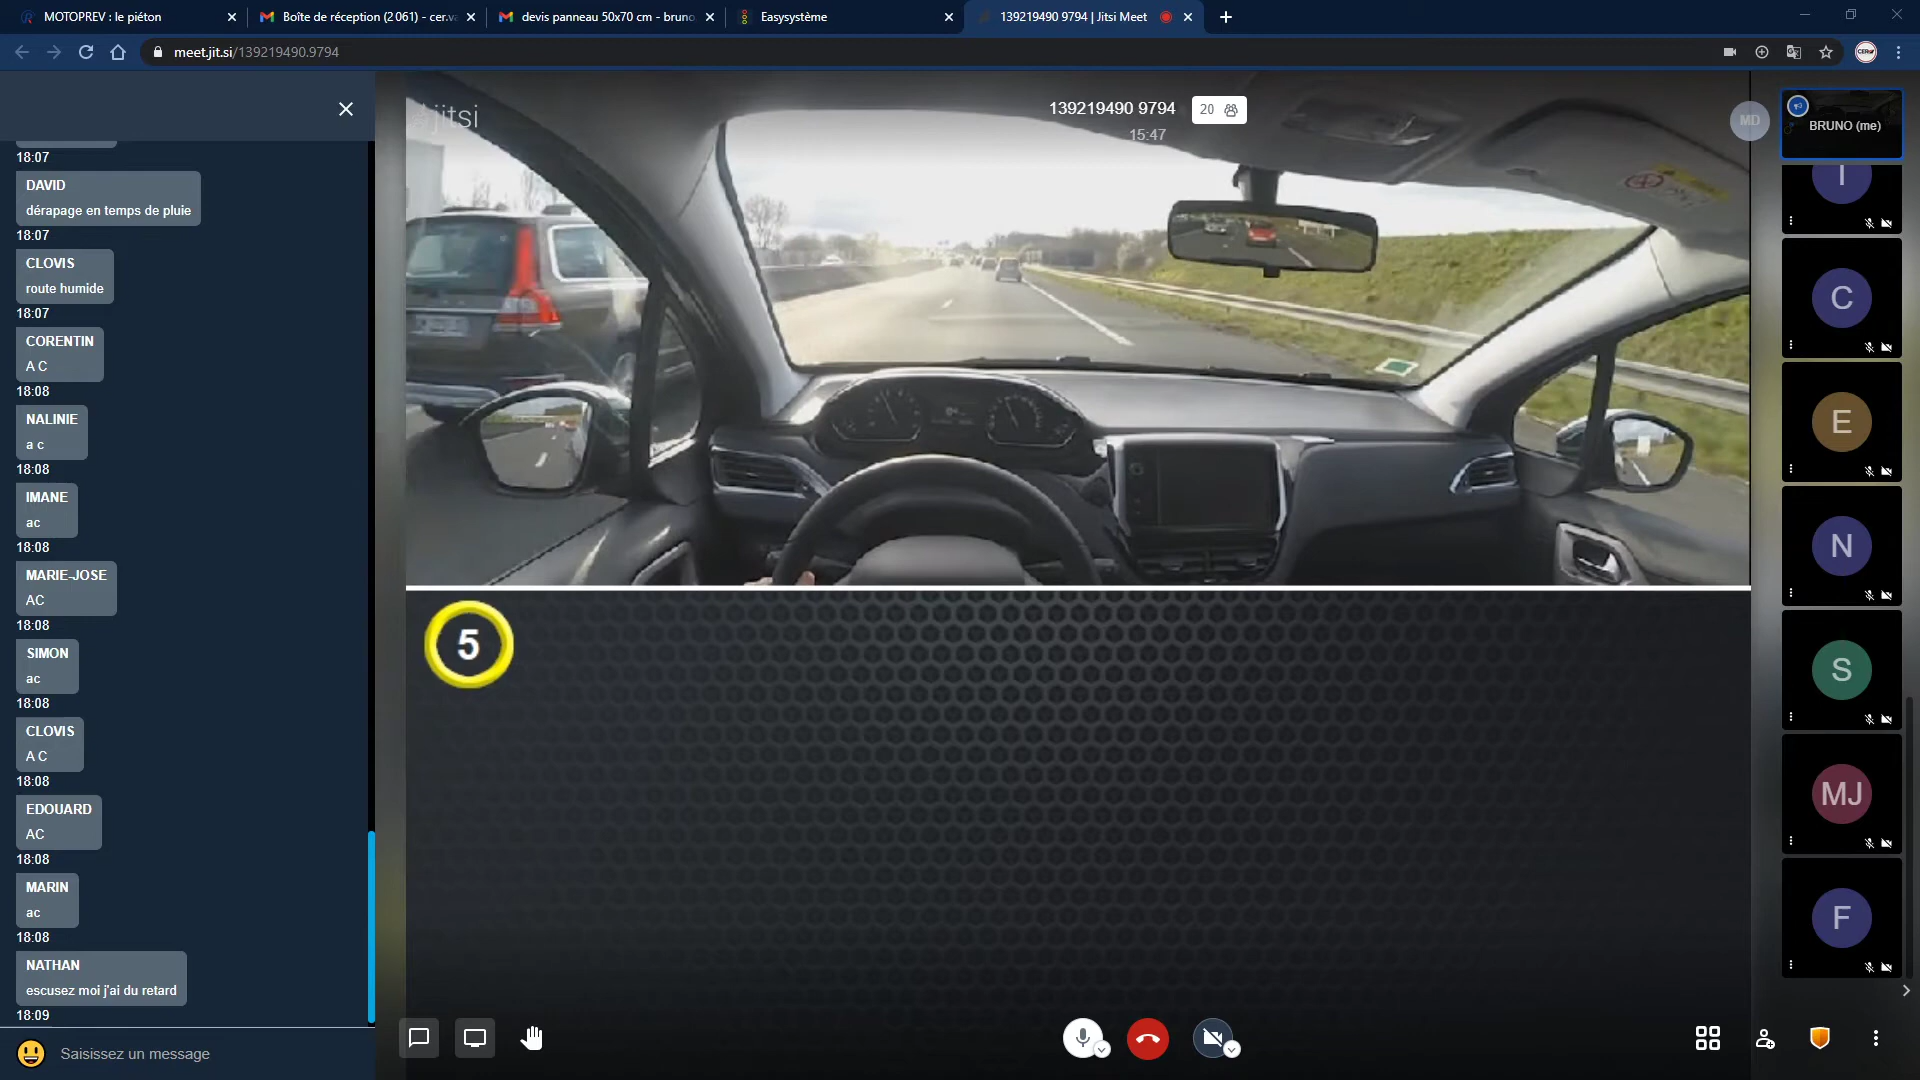 MOTOPREV : le piéton
Boîte de réception (2 061) - cer.va
devis panneau 50x70 cm - bruno.
Easysystème
139219490 9794 | Jitsi Meet
meet.jit.si/139219490.9794
18:07
DAVID
dérapage en temps de pluie
18:07
CLOVIS
route humide
18:07
CORENTIN
A C
18:08
NALINIE
a c
18:08
IMANE
ac
18:08
MARIE-JOSE
AC
18:08
SIMON
ac
18:08
CLOVIS
A C
18:08
EDOUARD
AC
18:08
MARIN
ac
18:08
NATHAN
escusez moi j'ai du retard
18:09
Saisissez un message
jitsi
139219490 9794
20
15:47
5
MD
BRUNO (me)
I
C
E
N
S
MJ
F